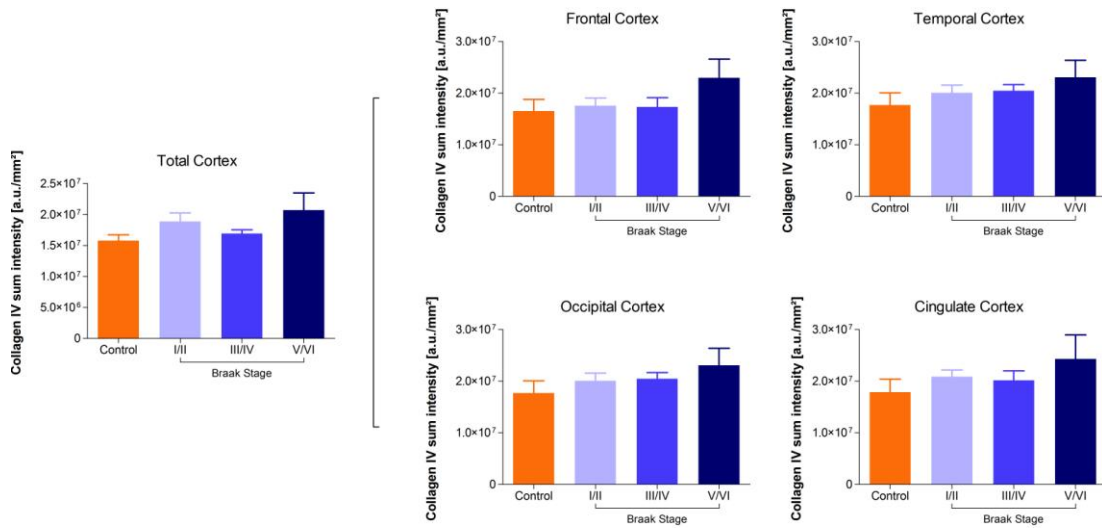 Total Cortex
Collagen IV sum intensity [a.u./mm²]
2.5×10⁷
2.0×10⁷
1.5×10⁷
1.0×10⁷
5.0×10⁶
0
Control I/II III/IV V/VI
Braak Stage
Frontal Cortex
Collagen IV sum intensity [a.u./mm²]
3.0×10⁷
2.0×10⁷
1.0×10⁷
0
Control I/II III/IV V/VI
Braak Stage
Temporal Cortex
Collagen IV sum intensity [a.u./mm²]
3.0×10⁷
2.0×10⁷
1.0×10⁷
0
Control I/II III/IV V/VI
Braak Stage
Occipital Cortex
Collagen IV sum intensity [a.u./mm²]
3.0×10⁷
2.0×10⁷
1.0×10⁷
0
Control I/II III/IV V/VI
Braak Stage
Cingulate Cortex
Collagen IV sum intensity [a.u./mm²]
3.0×10⁷
2.0×10⁷
1.0×10⁷
0
Control I/II III/IV V/VI
Braak Stage